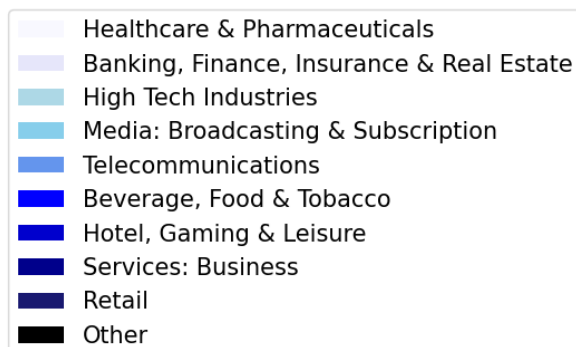 Healthcare & Pharmaceuticals
Banking, Finance, Insurance & Real Estate
High Tech Industries
Media: Broadcasting & Subscription
Telecommunications
Beverage, Food & Tobacco
Hotel, Gaming & Leisure
Services: Business
Retail
Other